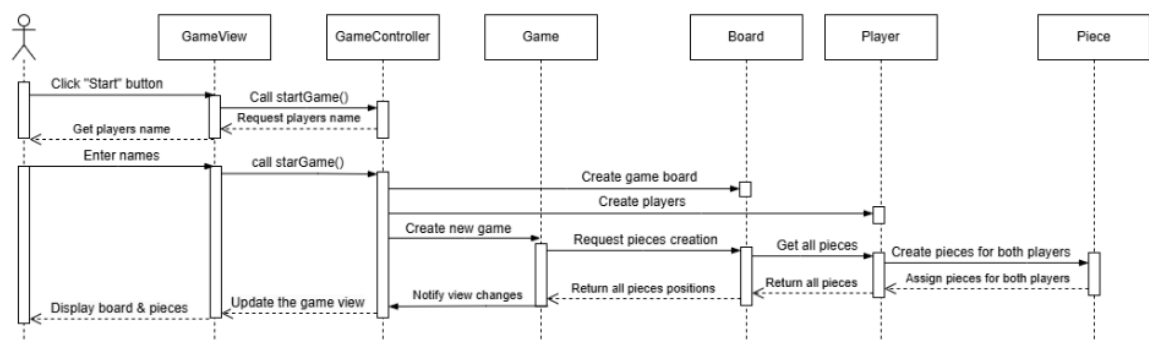 GameView
GameController
Game
Board
Player
Piece
Click "Start" button
Call startGame()
Request players name
Get players name
Enter names
call starGame()
Create game board
Create players
Create new game
Request pieces creation
Get all pieces
Create pieces for both players
Assign pieces for both players
Return all pieces
Return all pieces positions
Notify view changes
Update the game view
Display board & pieces